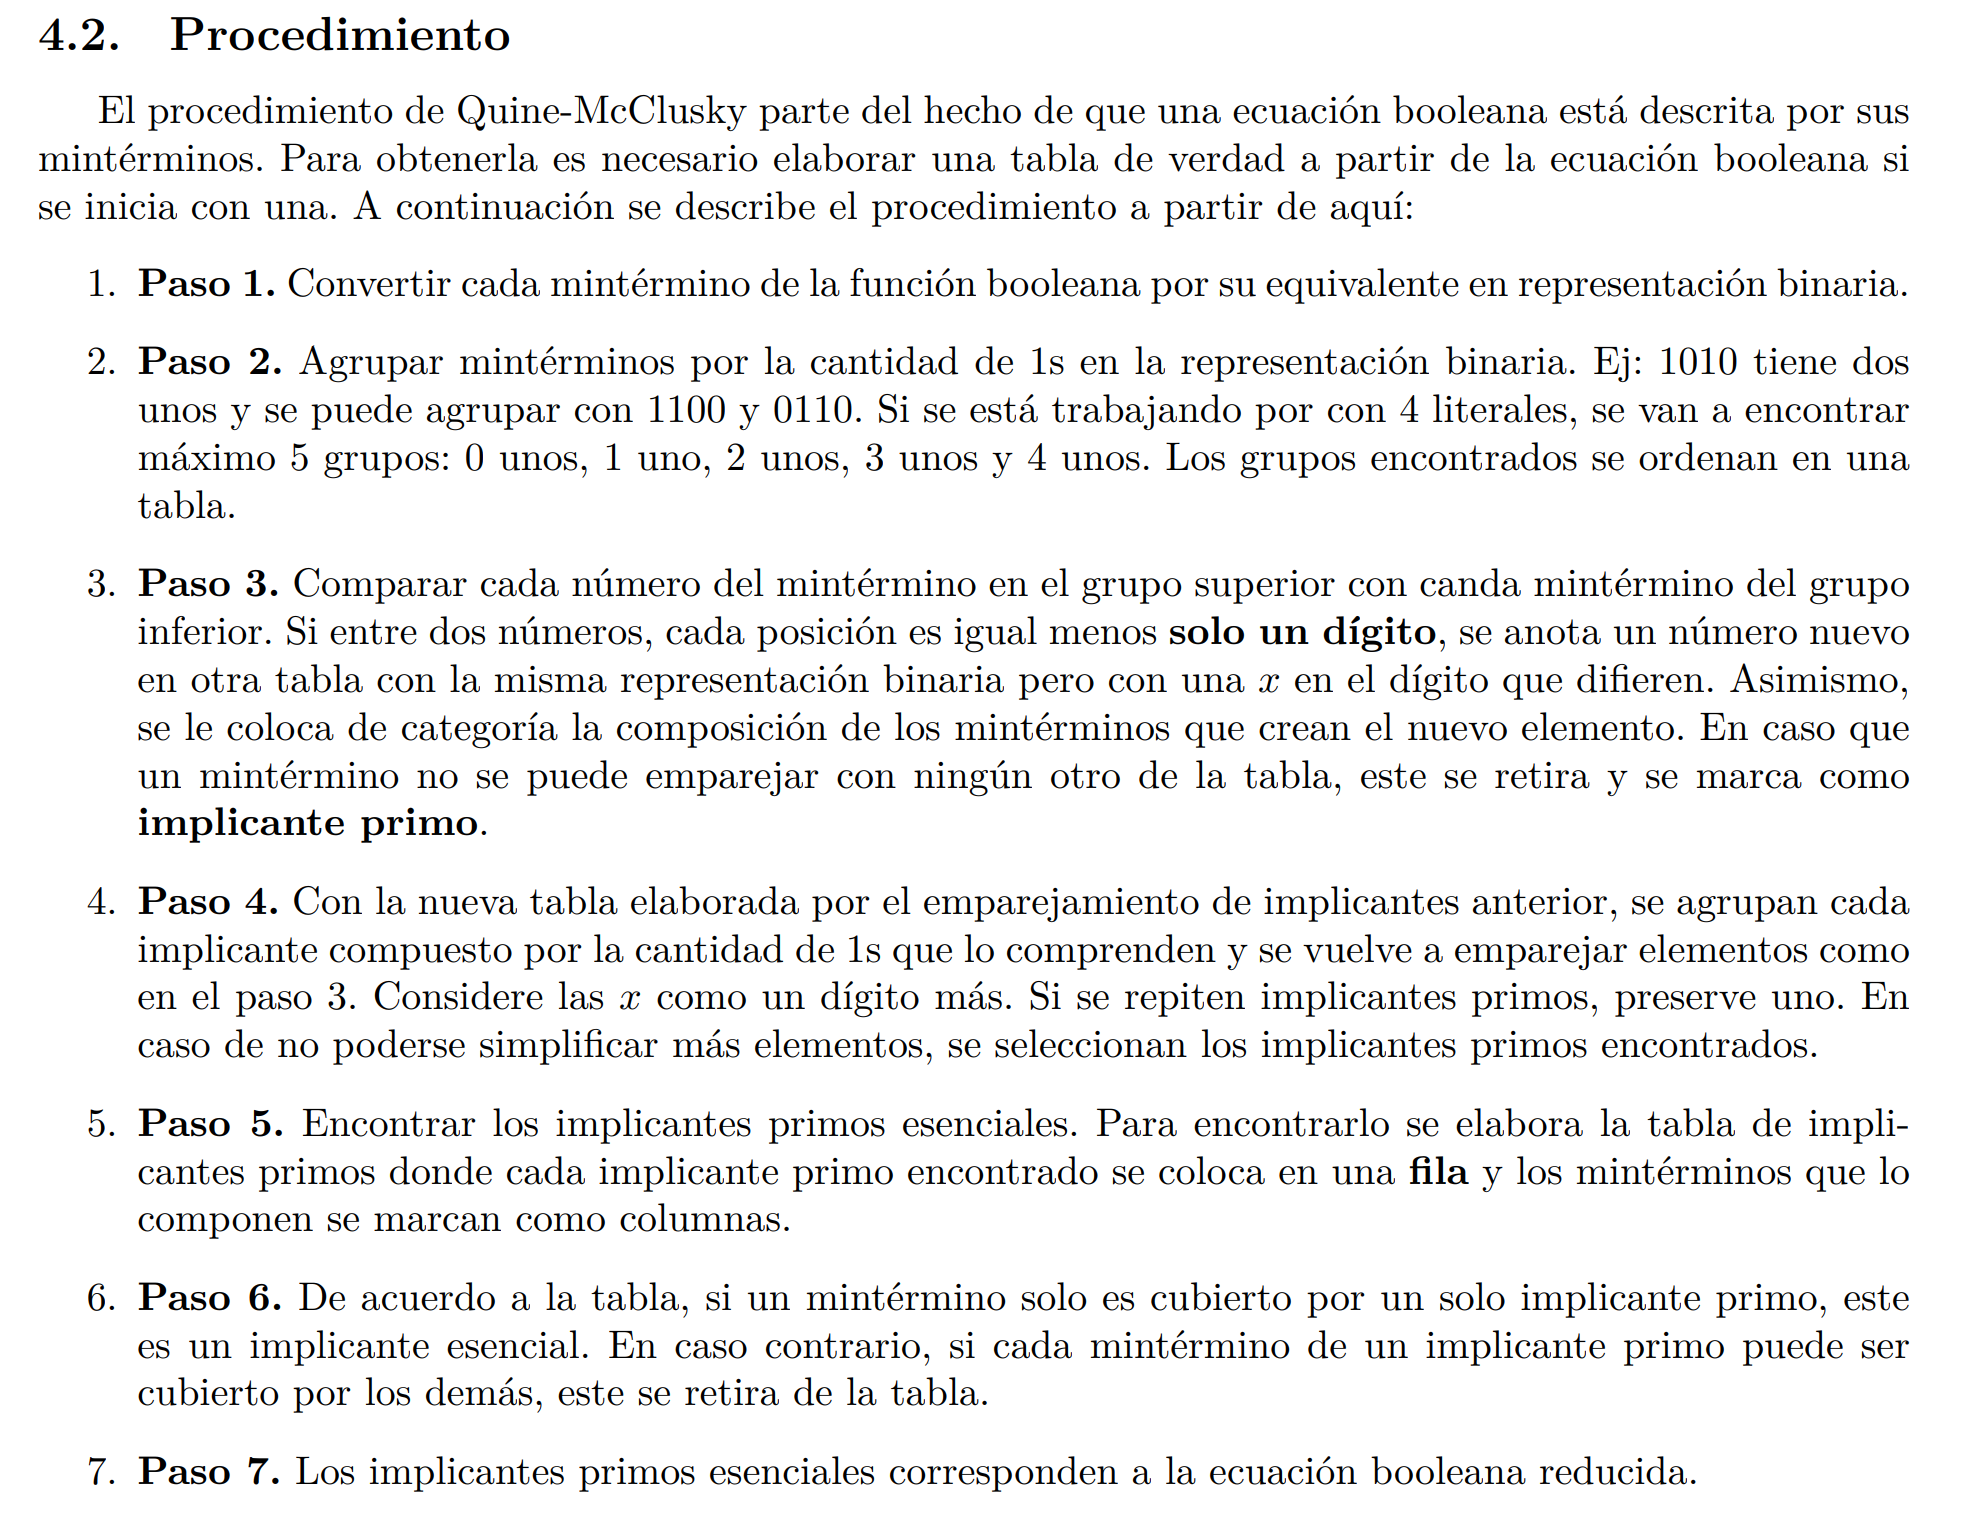 4.2. Procedimiento
El procedimiento de Quine-McClusky parte del hecho de que una ecuación booleana está descrita por sus
mintérminos. Para obtenerla es necesario elaborar una tabla de verdad a partir de la ecuación booleana si
se inicia con una. A continuación se describe el procedimiento a partir de aquí:
1. Paso 1. Convertir cada mintérmino de la función booleana por su equivalente en representación binaria.
2. Paso 2. Agrupar mintérminos por la cantidad de 1s en la representación binaria. Ej: 1010 tiene dos
unos y se puede agrupar con 1100 y 0110. Si se está trabajando por con 4 literales, se van a encontrar
máximo 5 grupos: 0 unos, 1 uno, 2 unos, 3 unos y 4 unos. Los grupos encontrados se ordenan en una
tabla.
3. Paso 3. Comparar cada número del mintérmino en el grupo superior con canda mintérmino del grupo
inferior. Si entre dos números, cada posición es igual menos solo un dígito, se anota un número nuevo
en otra tabla con la misma representación binaria pero con una x en el dígito que difieren. Asimismo,
se le coloca de categoría la composición de los mintérminos que crean el nuevo elemento. En caso que
un mintérmino no se puede emparejar con ningún otro de la tabla, este se retira y se marca como
implicante primo.
4. Paso 4. Con la nueva tabla elaborada por el emparejamiento de implicantes anterior, se agrupan cada
implicante compuesto por la cantidad de 1s que lo comprenden y se vuelve a emparejar elementos como
en el paso 3. Considere las x como un dígito más. Si se repiten implicantes primos, preserve uno. En
caso de no poderse simplificar más elementos, se seleccionan los implicantes primos encontrados.
5. Paso 5. Encontrar los implicantes primos esenciales. Para encontrarlo se elabora la tabla de impli-
cantes primos donde cada implicante primo encontrado se coloca en una fila y los mintérminos que lo
componen se marcan como columnas.
6. Paso 6. De acuerdo a la tabla, si un mintérmino solo es cubierto por un solo implicante primo, este
es un implicante esencial. En caso contrario, si cada mintérmino de un implicante primo puede ser
cubierto por los demás, este se retira de la tabla.
7. Paso 7. Los implicantes primos esenciales corresponden a la ecuación booleana reducida.